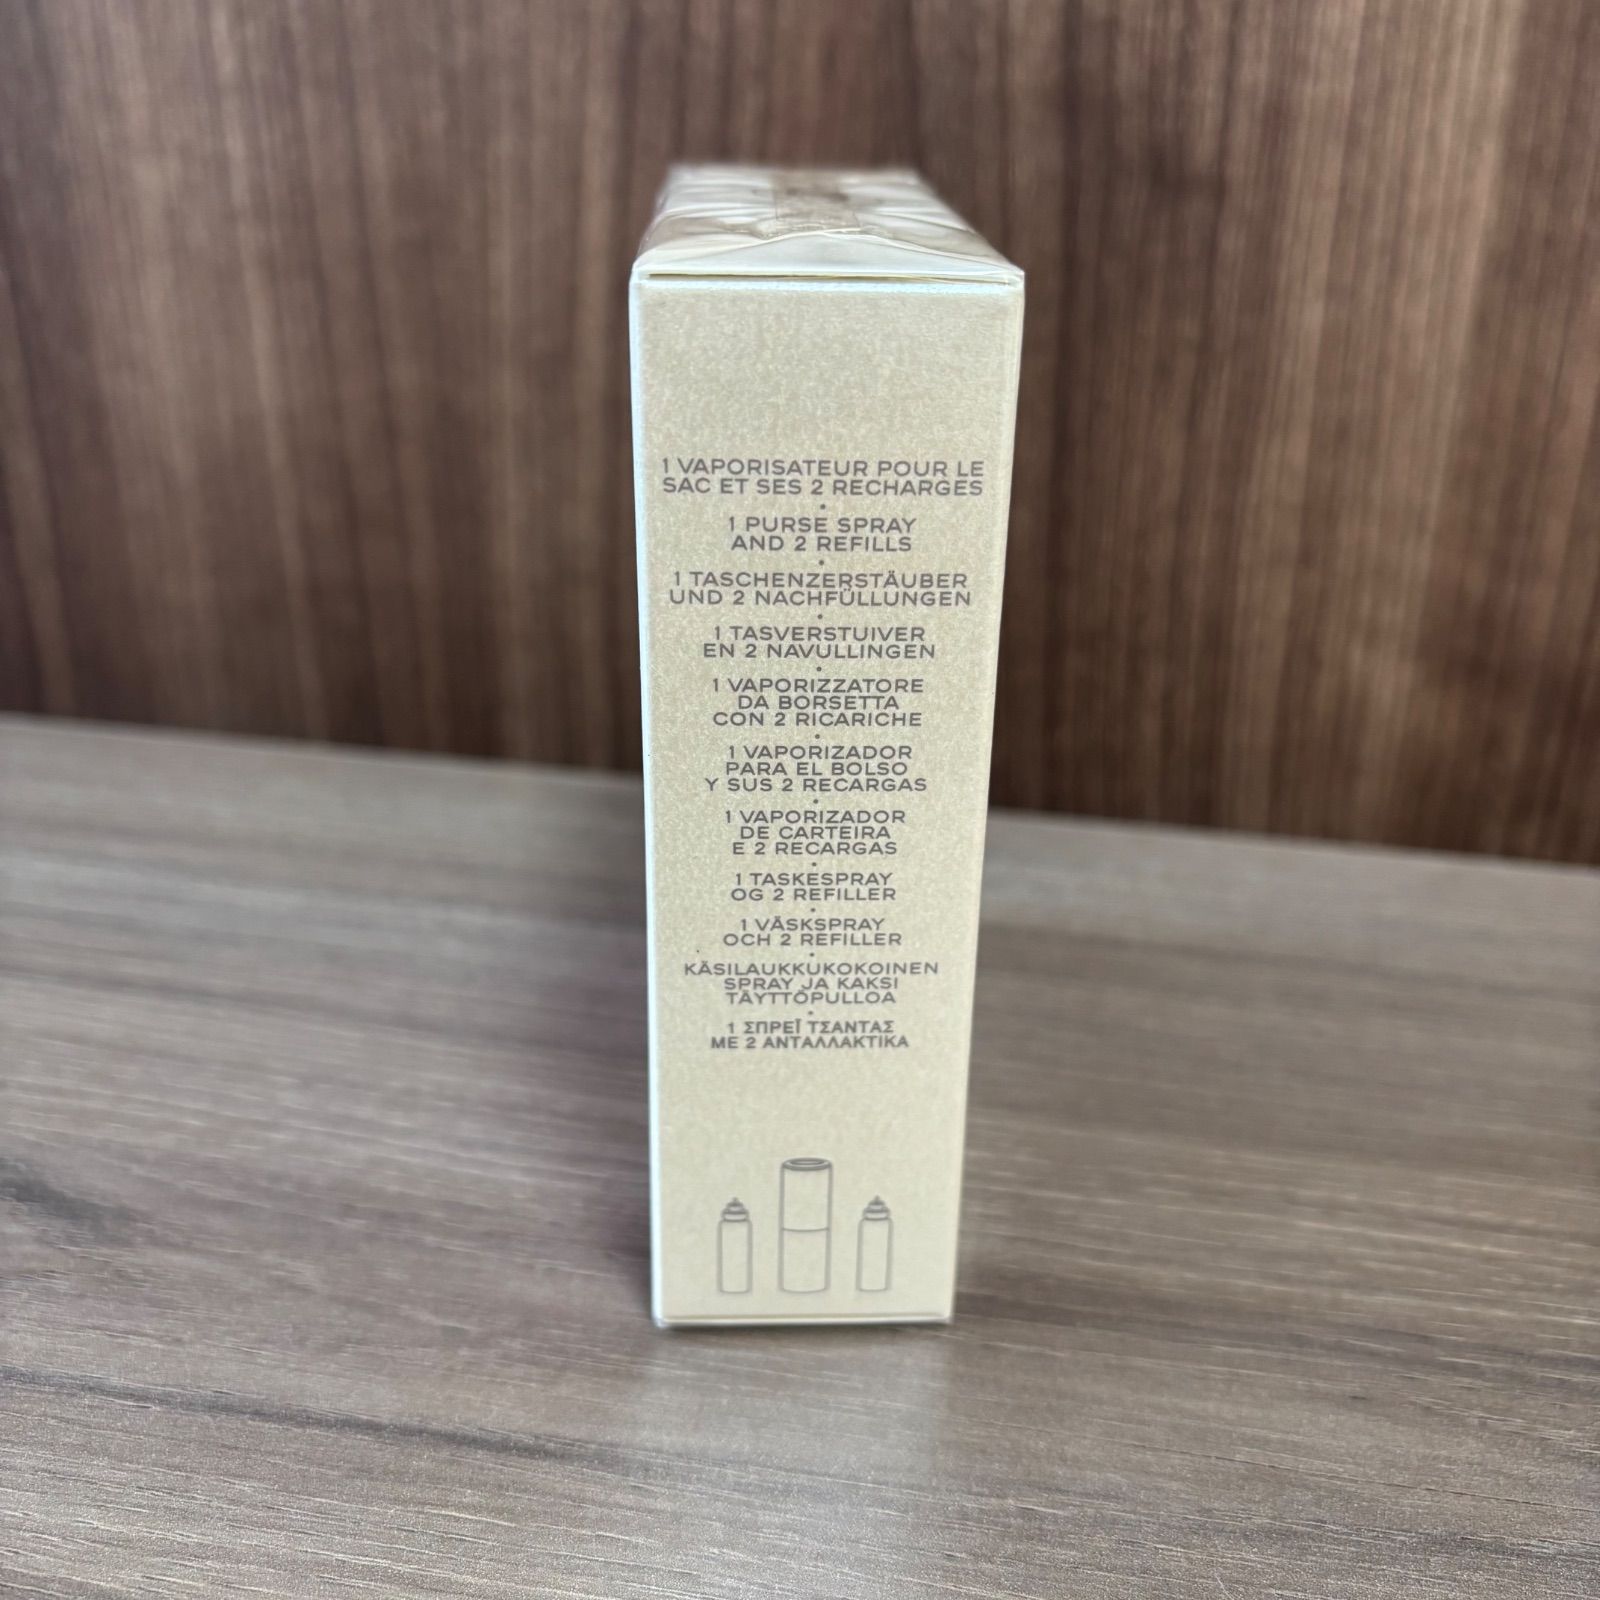 1 VAPORISATEUR POUR LE
SAC ET SES 2 RECHARGES
•
1 PURSE SPRAY
AND 2 REFILLS
•
1 TASCHENZERSTÄUBER
UND 2 NACHFÜLLUNGEN
•
1 TASVERSTUIVER
EN 2 NAVULLINGEN
•
1 VAPORIZZATORE
DA BORSETTA
CON 2 RICARICHE
•
1 VAPORIZADOR
PARA EL BOLSO
Y SUS 2 RECARGAS
•
1 VAPORIZADOR
DE CARTEIRA
E 2 RECARGAS
•
1 TASKESPRAY
OG 2 REFILLER
•
1 VÄSKSPRAY
OCH 2 REFILLER
•
KÄSILAUKKUKOKOINEN
SPRAY JA KAKSI
TÄYTTÖPULLOA
•
1 ΣΠΡΕΪ ΤΣΑΝΤΑΣ
ΜΕ 2 ΑΝΤΑΛΛΑΚΤΙΚΑ